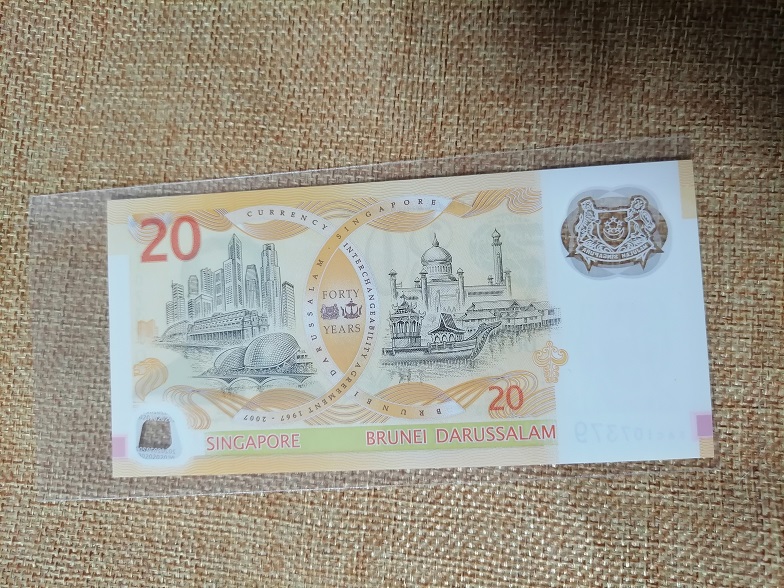 20
CURRENCY
INTERCHANGEABILITY AGREEMENT 1967 - 2007
BRUNEI DARUSSALAM - SINGAPORE
FORTY
YEARS
20
SINGAPORE
BRUNEI DARUSSALAM